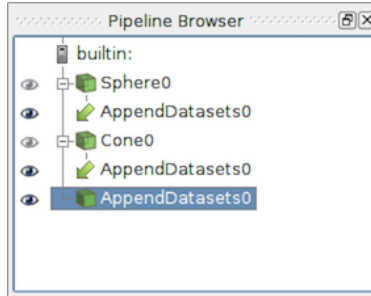 Pipeline Browser
builtin:
Sphere0
AppendDatasets0
Cone0
AppendDatasets0
AppendDatasets0